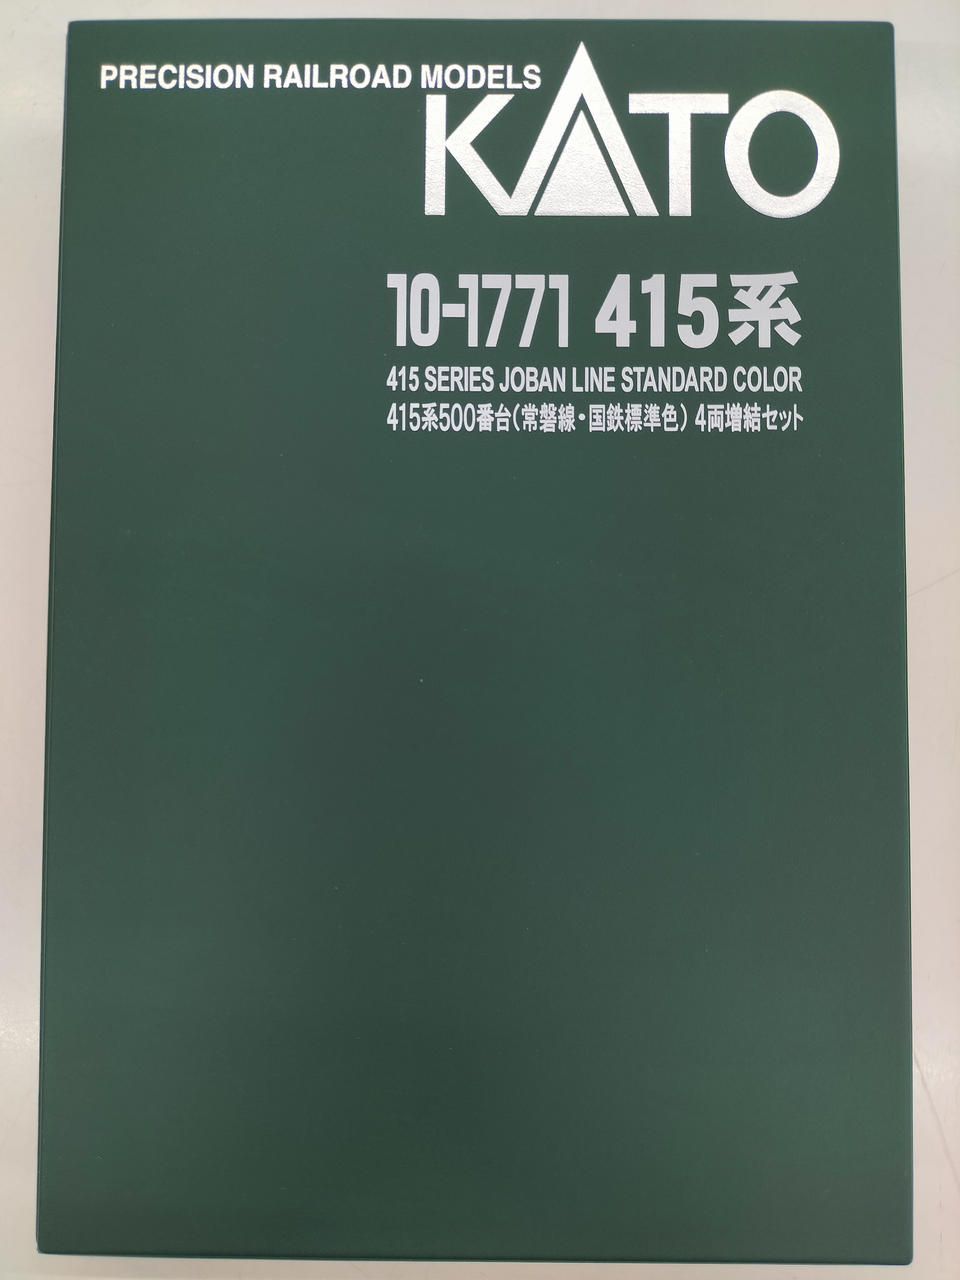 PRECISION RAILROAD MODELS
KATO
10-1771 415系
415 SERIES JOBAN LINE STANDARD COLOR
415系500番台(常磐線・国鉄標準色) 4両増結セット